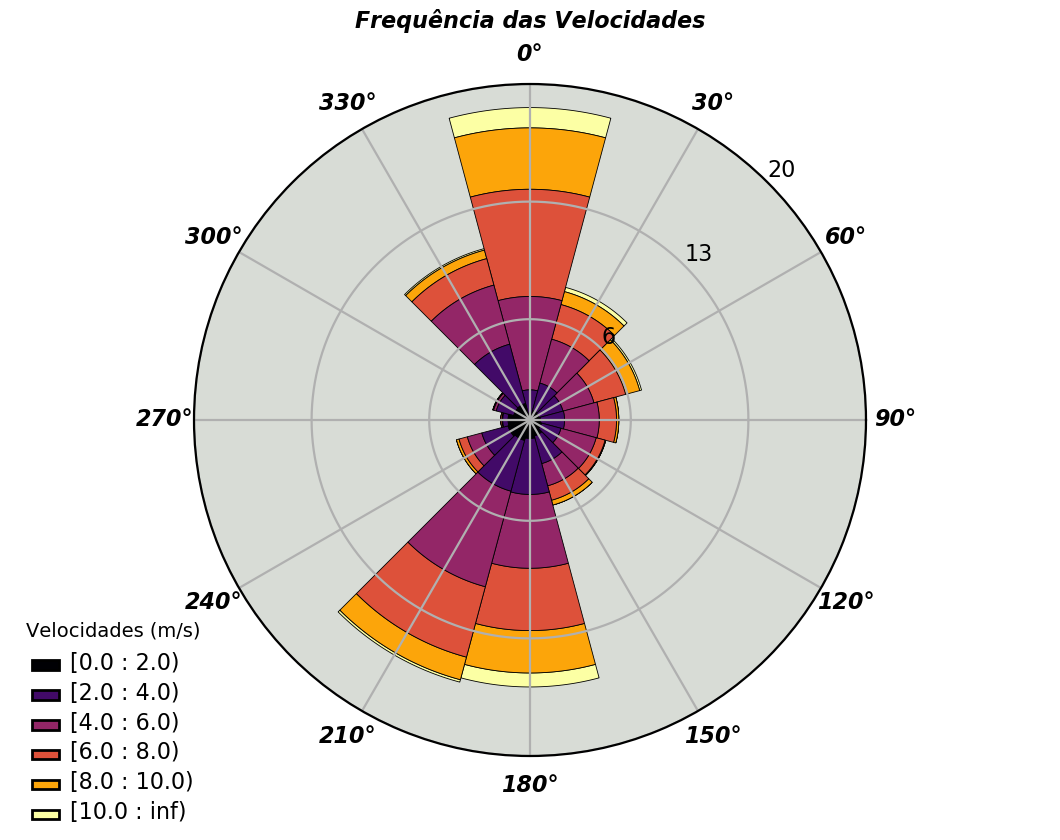 Frequência das Velocidades
0°
30°
60°
90°
120°
150°
180°
210°
240°
270°
300°
330°
6
13
20
Velocidades (m/s)
[0.0 : 2.0)
[2.0 : 4.0)
[4.0 : 6.0)
[6.0 : 8.0)
[8.0 : 10.0)
[10.0 : inf)